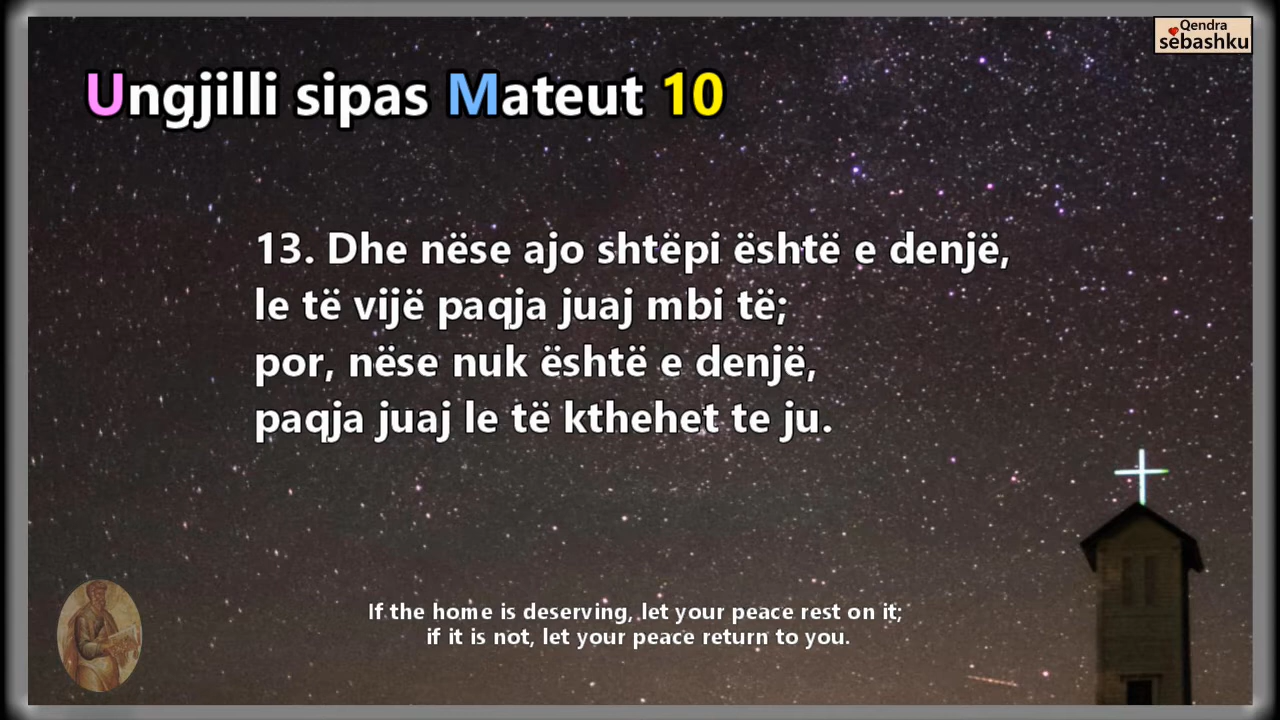 Qendra
sebashku
Ungjilli sipas Mateut 10
13. Dhe nëse ajo shtëpi është e denjë,
le të vijë paqja juaj mbi të;
por, nëse nuk është e denjë,
paqja juaj le të kthehet te ju.
If the home is deserving, let your peace rest on it;
if it is not, let your peace return to you.